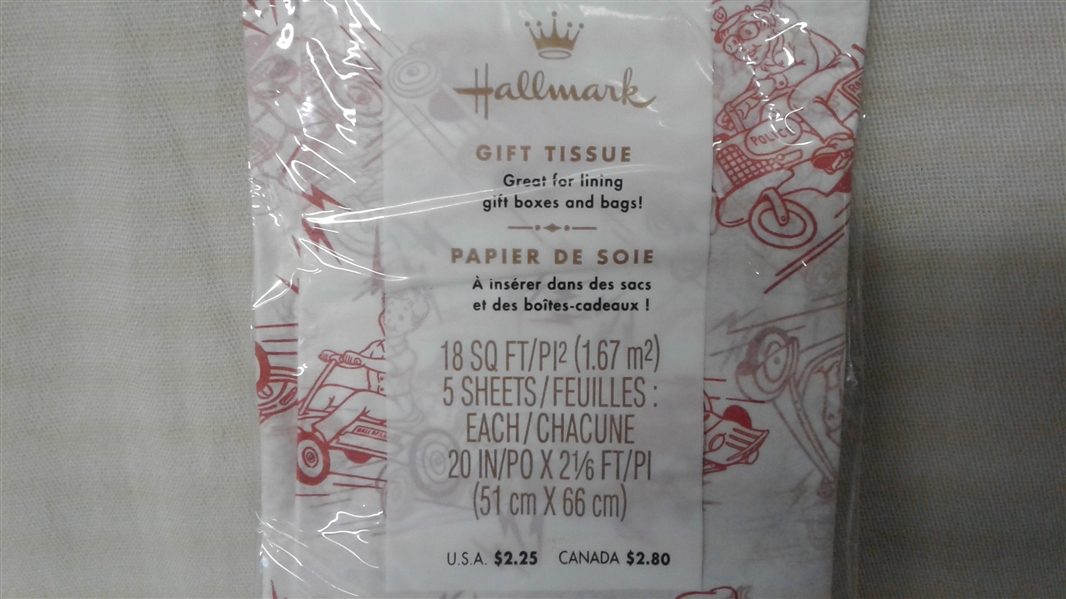 Hallmark
GIFT TISSUE
Great for lining
gift boxes and bags!
PAPIER DE SOIE
À insérer dans des sacs
et des boîtes-cadeaux !
18 SQ FT/PI² (1.67 m²)
5 SHEETS/FEUILLES :
EACH/CHACUNE
20 IN/PO X 2⅙ FT/PI
(51 cm X 66 cm)
U.S.A. $2.25 CANADA $2.80
POLICE